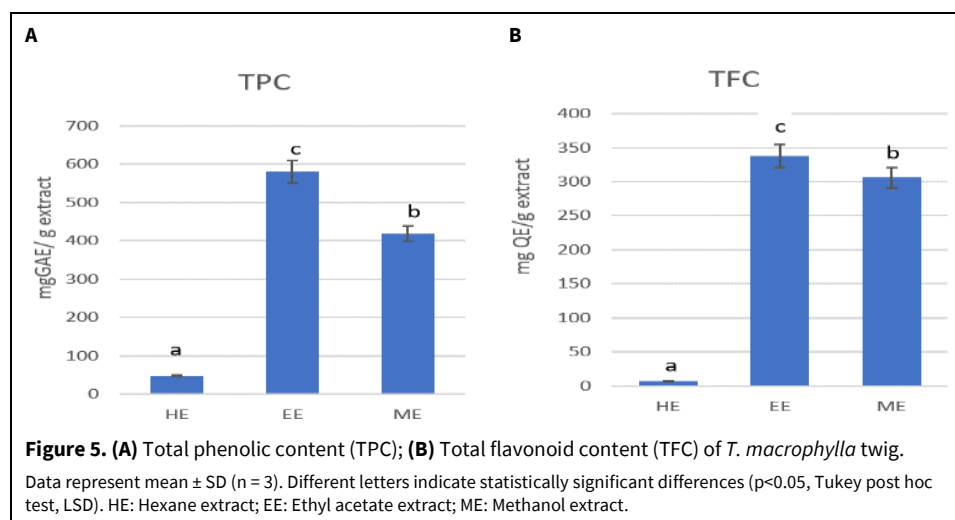 A
B
TPC
TFC
700
600
500
400
300
200
100
0
mgGAE/ g extract
a
c
b
HE EE ME
400
350
300
250
200
150
100
50
0
mg QE/g extract
a
c
b
HE EE ME
Figure 5. (A) Total phenolic content (TPC); (B) Total flavonoid content (TFC) of T. macrophylla twig.
Data represent mean ± SD (n = 3). Different letters indicate statistically significant differences (p<0.05, Tukey post hoc
test, LSD). HE: Hexane extract; EE: Ethyl acetate extract; ME: Methanol extract.